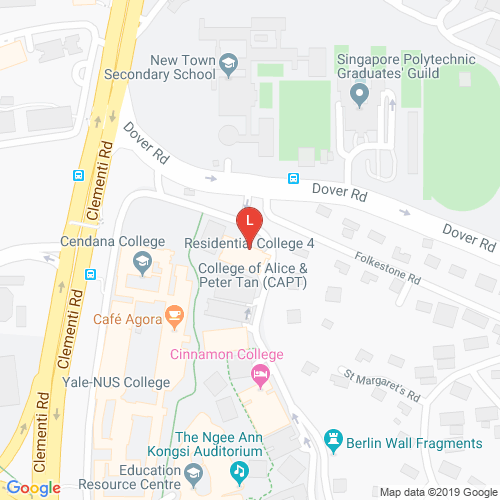 New Town
Secondary School
Singapore Polytechnic
Graduates' Guild
Clementi Rd
Dover Rd
Dover Rd
Dover Rd
L
Cendana College
Residential College 4
College of Alice &
Peter Tan (CAPT)
Folkestone Rd
Café Agora
Clementi Rd
Cinnamon College
Yale-NUS College
St Margaret's Rd
Clementi Rd
The Ngee Ann
Kongsi Auditorium
Berlin Wall Fragments
Education
Resource Centre
Google
Map data ©2019 Google